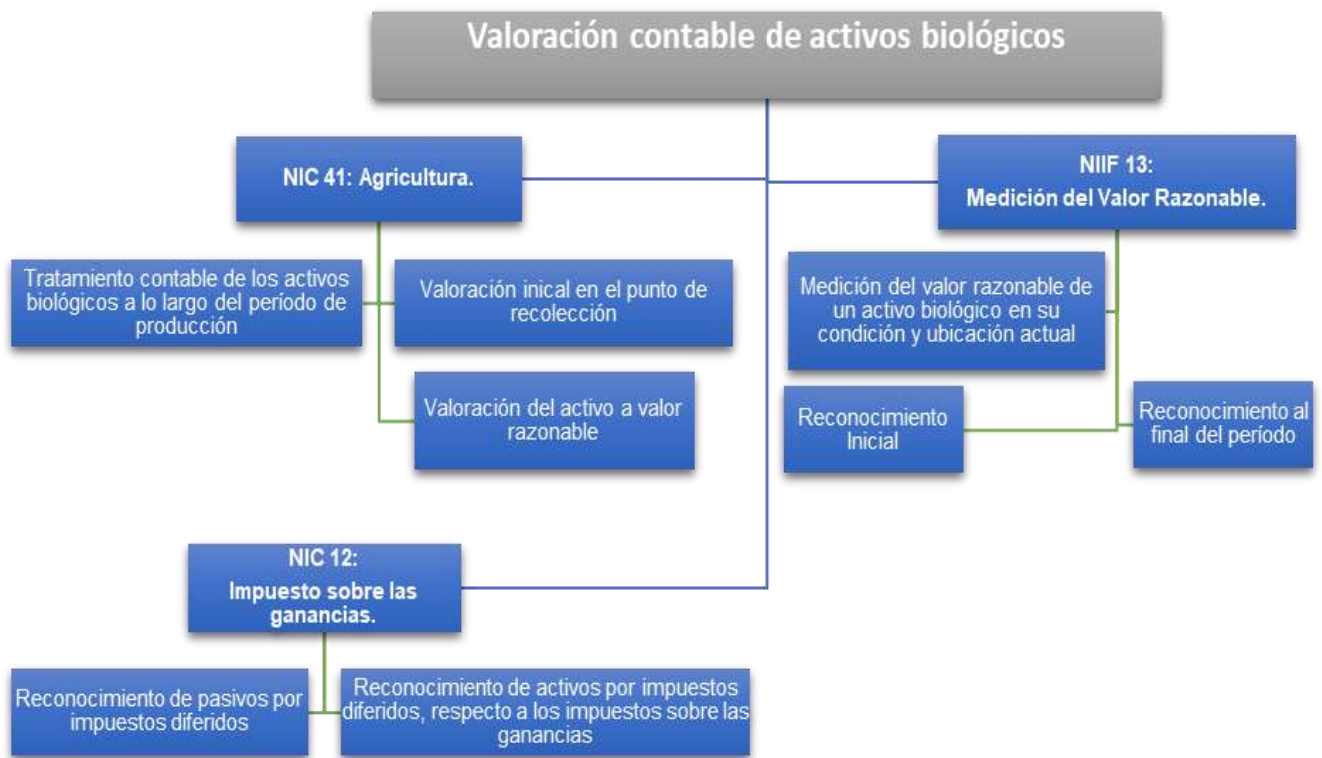 Valoración contable de activos biológicos
NIC 41: Agricultura.
NIIF 13:
Medición del Valor Razonable.
Tratamiento contable de los activos
biológicos a lo largo del período de
producción
Valoración inical en el punto de
recolección
Valoración del activo a valor
razonable
Medición del valor razonable de
un activo biológico en su
condición y ubicación actual
Reconocimiento
Inicial
Reconocimiento al
final del período
NIC 12:
Impuesto sobre las
ganancias.
Reconocimiento de pasivos por
impuestos diferidos
Reconocimiento de activos por impuestos
diferidos, respecto a los impuestos sobre las
ganancias